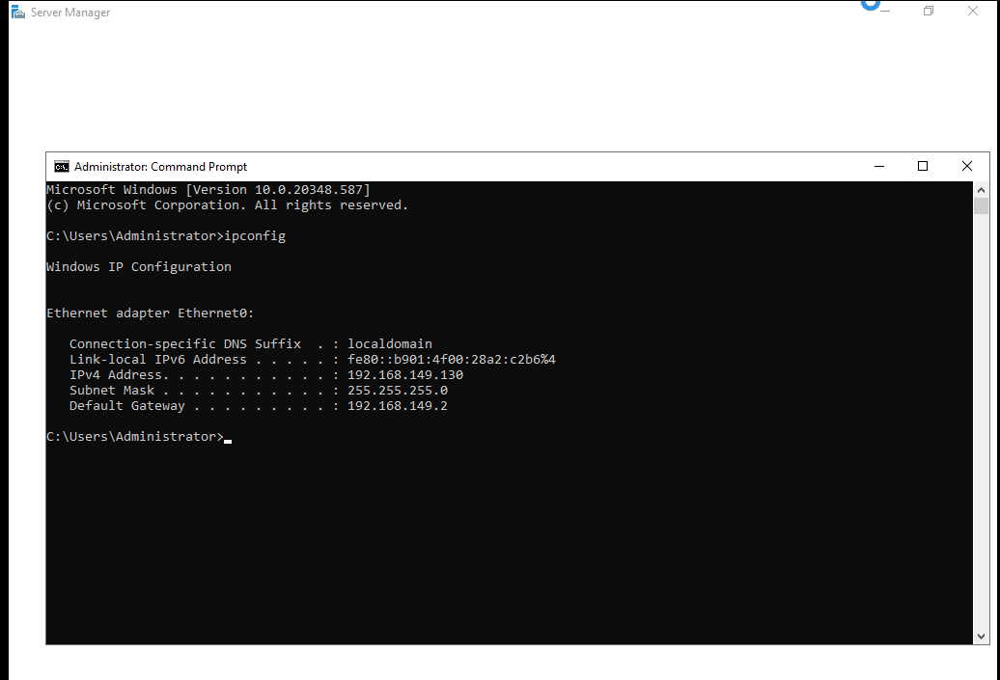 Server Manager
Administrator: Command Prompt
Microsoft Windows [Version 10.0.20348.587]
(c) Microsoft Corporation. All rights reserved.
C:\Users\Administrator>ipconfig
Windows IP Configuration
Ethernet adapter Ethernet0:
Connection-specific DNS Suffix  . : localdomain
Link-local IPv6 Address . . . . . : fe80::b901:4f00:28a2:c2b6%4
IPv4 Address. . . . . . . . . . . : 192.168.149.130
Subnet Mask . . . . . . . . . . . : 255.255.255.0
Default Gateway . . . . . . . . . : 192.168.149.2
C:\Users\Administrator>